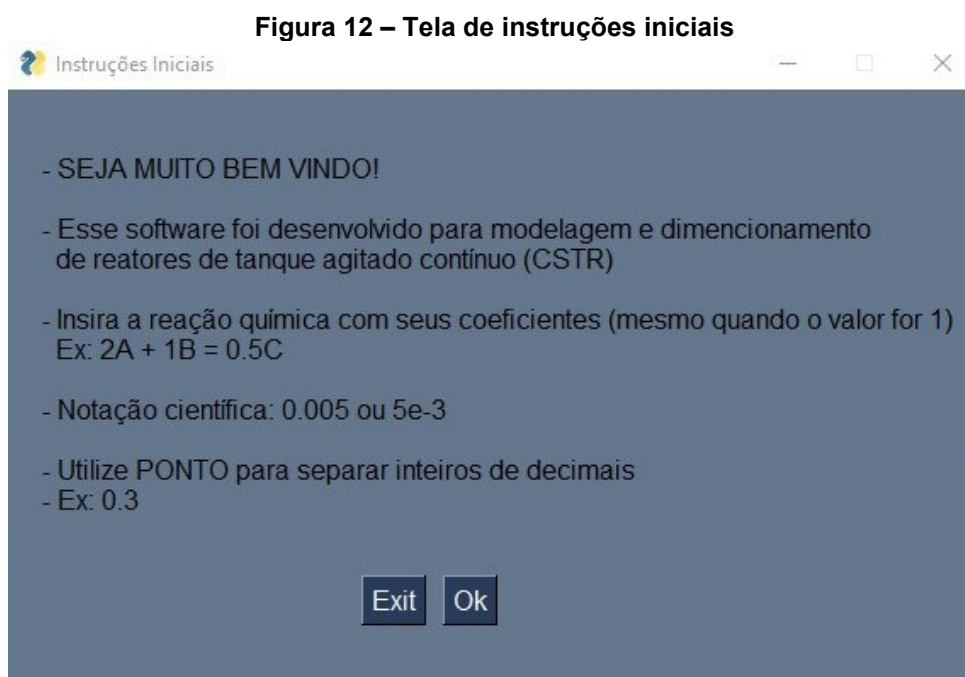 Figura 12 – Tela de instruções iniciais
Instruções Iniciais
- SEJA MUITO BEM VINDO!
- Esse software foi desenvolvido para modelagem e dimencionamento
de reatores de tanque agitado contínuo (CSTR)
- Insira a reação química com seus coeficientes (mesmo quando o valor for 1)
Ex: 2A + 1B = 0.5C
- Notação científica: 0.005 ou 5e-3
- Utilize PONTO para separar inteiros de decimais
- Ex: 0.3
Exit Ok